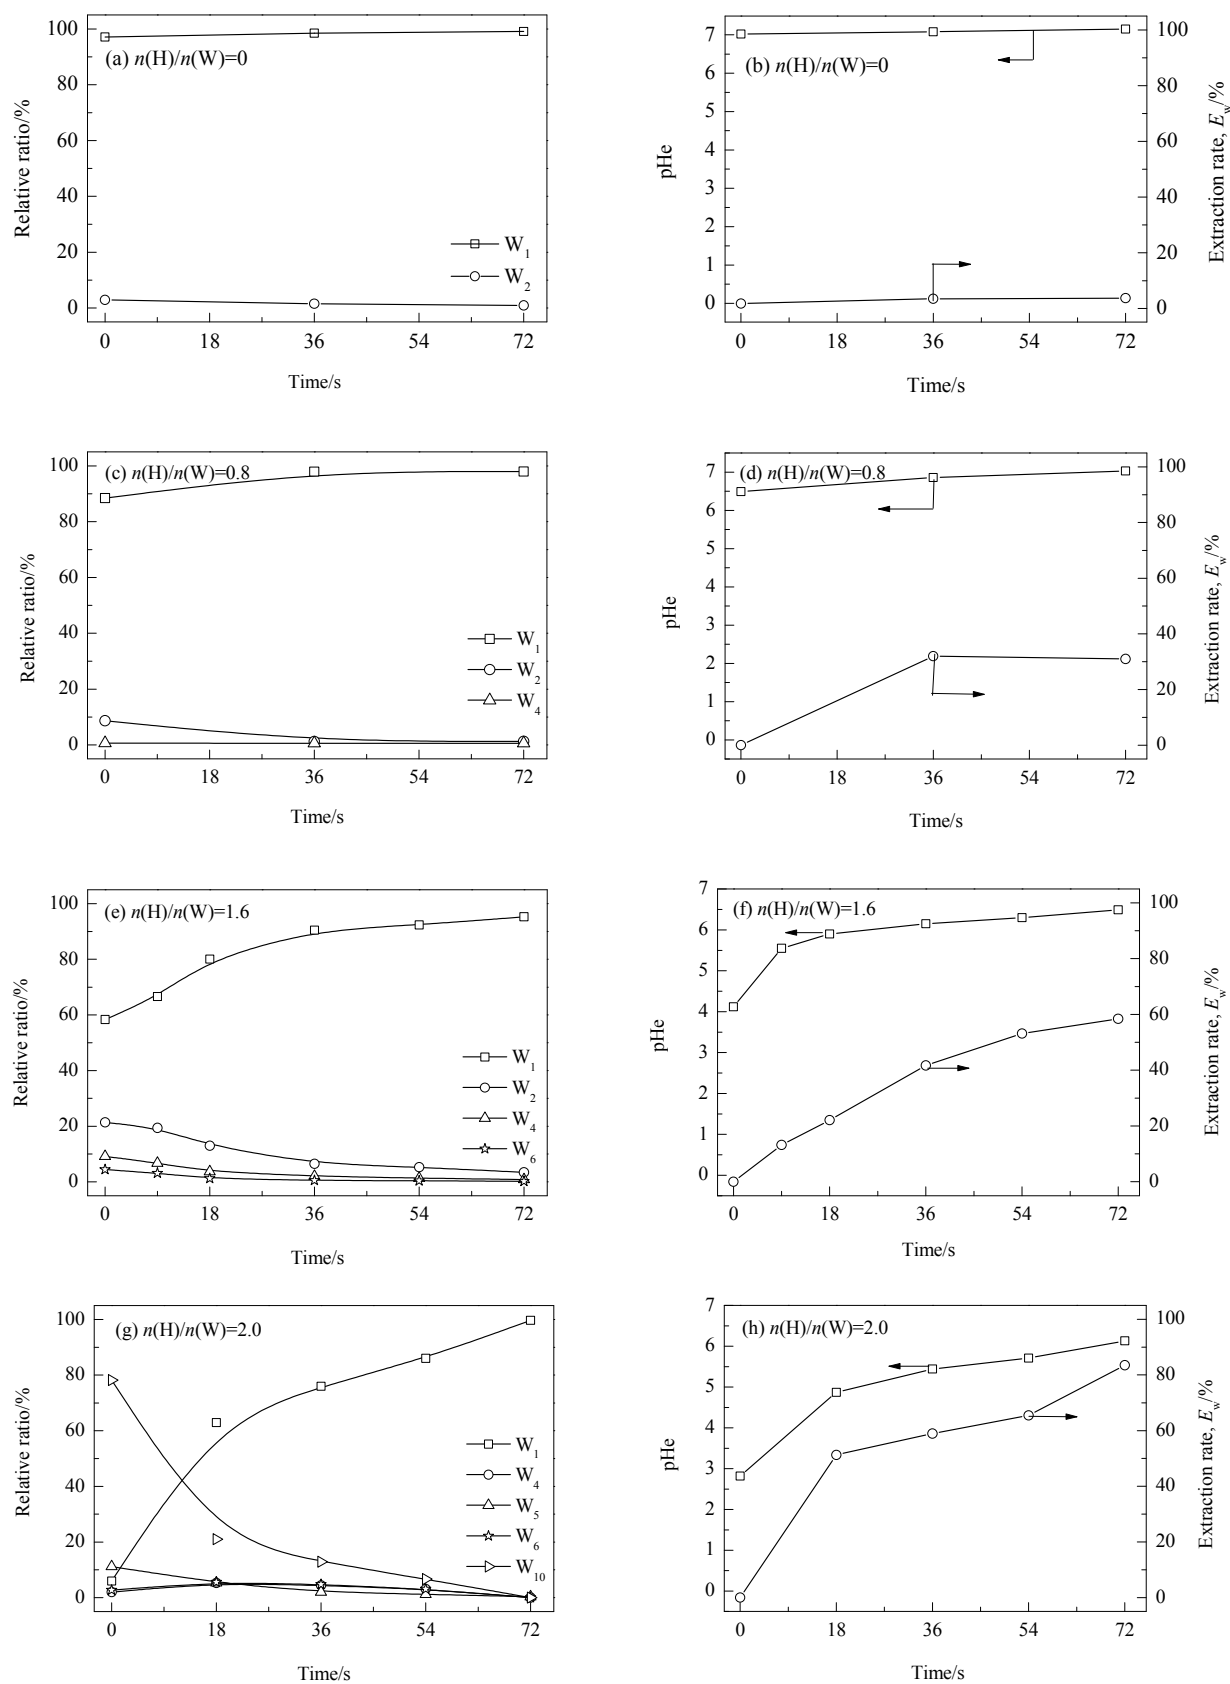 (a) n(H)/n(W)=0
Relative ratio/%
100
80
60
40
20
0
W1
W2
0 18 36 54 72
Time/s
(b) n(H)/n(W)=0
pHe
7
6
5
4
3
2
1
0
Extraction rate, Ew/%
100
80
60
40
20
0
0 18 36 54 72
Time/s
(c) n(H)/n(W)=0.8
Relative ratio/%
100
80
60
40
20
0
W1
W2
W4
0 18 36 54 72
Time/s
(d) n(H)/n(W)=0.8
pHe
7
6
5
4
3
2
1
0
Extraction rate, Ew/%
100
80
60
40
20
0
0 18 36 54 72
Time/s
(e) n(H)/n(W)=1.6
Relative ratio/%
100
80
60
40
20
0
W1
W2
W4
W6
0 18 36 54 72
Time/s
(f) n(H)/n(W)=1.6
pHe
7
6
5
4
3
2
1
0
Extraction rate, Ew/%
100
80
60
40
20
0
0 18 36 54 72
Time/s
(g) n(H)/n(W)=2.0
Relative ratio/%
100
80
60
40
20
0
W1
W4
W5
W6
W10
0 18 36 54 72
Time/s
(h) n(H)/n(W)=2.0
pHe
7
6
5
4
3
2
1
0
Extraction rate, Ew/%
100
80
60
40
20
0
0 18 36 54 72
Time/s